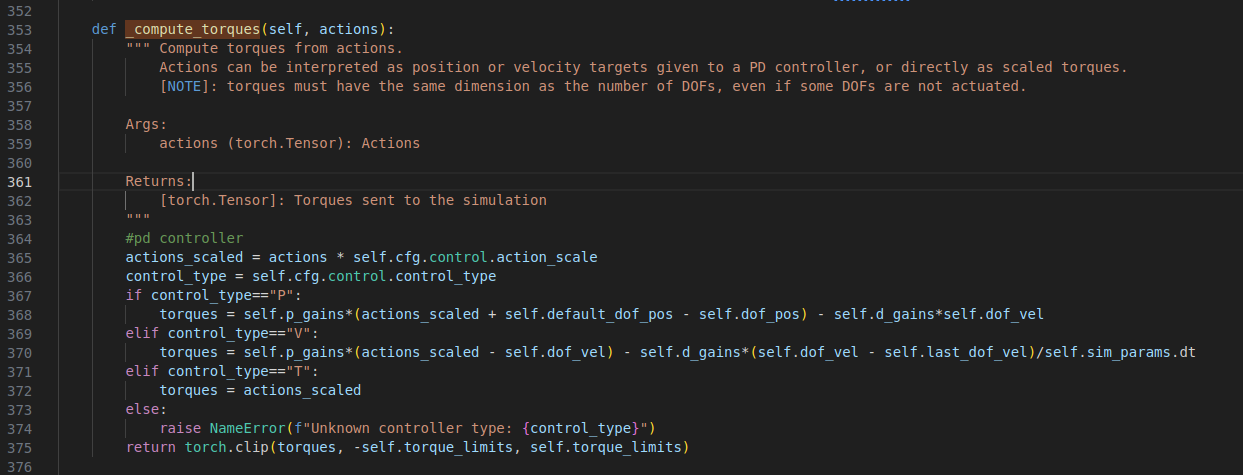 352
353 def _compute_torques(self, actions):
354 """ Compute torques from actions.
355 Actions can be interpreted as position or velocity targets given to a PD controller, or directly as scaled torques.
356 [NOTE]: torques must have the same dimension as the number of DOFs, even if some DOFs are not actuated.
357
358 Args:
359 actions (torch.Tensor): Actions
360
361 Returns:
362 [torch.Tensor]: Torques sent to the simulation
363 """
364 #pd controller
365 actions_scaled = actions * self.cfg.control.action_scale
366 control_type = self.cfg.control.control_type
367 if control_type=="P":
368 torques = self.p_gains*(actions_scaled + self.default_dof_pos - self.dof_pos) - self.d_gains*self.dof_vel
369 elif control_type=="V":
370 torques = self.p_gains*(actions_scaled - self.dof_vel) - self.d_gains*(self.dof_vel - self.last_dof_vel)/self.sim_params.dt
371 elif control_type=="T":
372 torques = actions_scaled
373 else:
374 raise NameError(f"Unknown controller type: {control_type}")
375 return torch.clip(torques, -self.torque_limits, self.torque_limits)
376